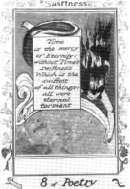 Swiftness
Time
is the mercy
of Eternity:
without Time's
swiftness
Which is the
swiftest
of all things:
all were
eternal
torment
8 of Poetry